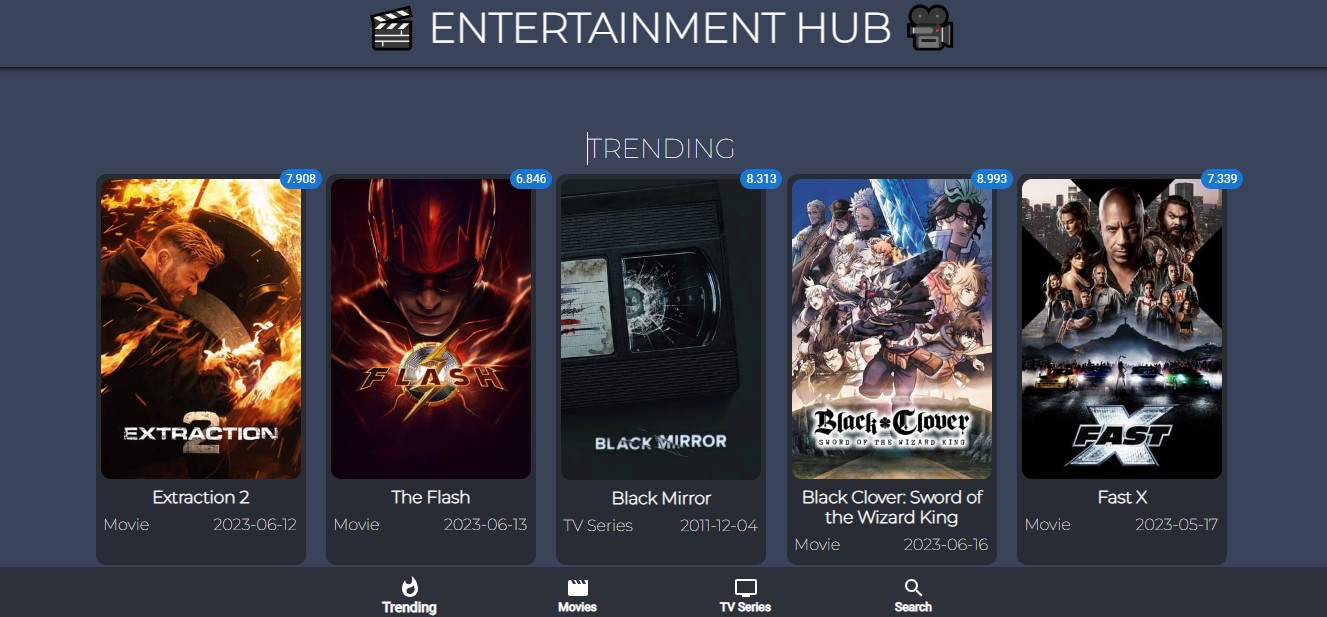 ENTERTAINMENT HUB
TRENDING
7.908
6.846
8.313
8.993
7.339
EXTRACTION
2
FLASH
BLACK MIRROR
Black Clover
SWORD OF THE WIZARD KING
FAST
X
Extraction 2
Movie 2023-06-12
The Flash
Movie 2023-06-13
Black Mirror
TV Series 2011-12-04
Black Clover: Sword of
the Wizard King
Movie 2023-06-16
Fast X
Movie 2023-05-17
Trending
Movies
TV Series
Search